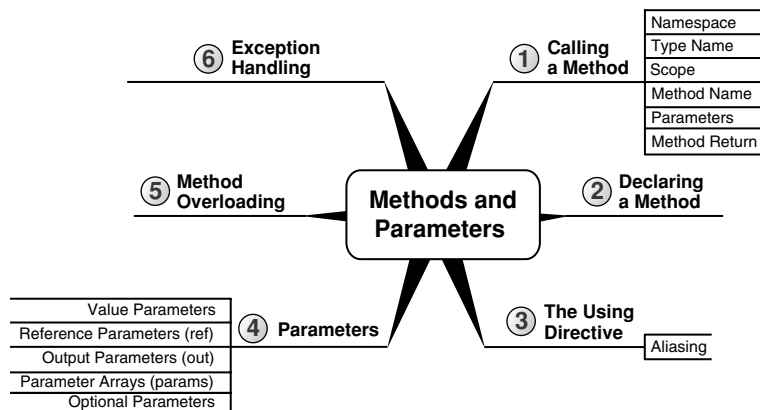 Methods and
Parameters
1 Calling
a Method
Namespace
Type Name
Scope
Method Name
Parameters
Method Return
2 Declaring
a Method
3 The Using
Directive
Aliasing
4 Parameters
Value Parameters
Reference Parameters (ref)
Output Parameters (out)
Parameter Arrays (params)
Optional Parameters
5 Method
Overloading
6 Exception
Handling